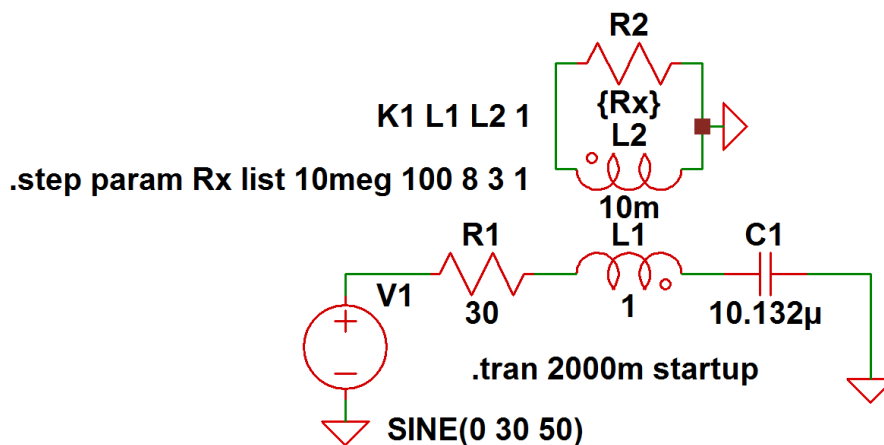 R2
{Rx}
K1 L1 L2 1
L2
.step param Rx list 10meg 100 8 3 1
10m
R1
L1
C1
V1
30
1
10.132µ
.tran 2000m startup
SINE(0 30 50)